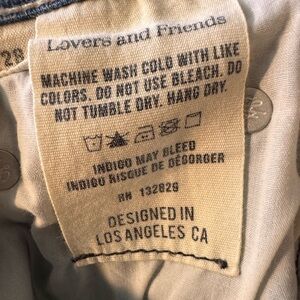 28
Lovers and Friends
MACHINE WASH COLD WITH LIKE
COLORS. DO NOT USE BLEACH. DO
NOT TUMBLE DRY. HANG DRY.
INDIGO MAY BLEED
INDIGO RISQUE DE DÉGORGER
RN 132829
DESIGNED IN
LOS ANGELES CA